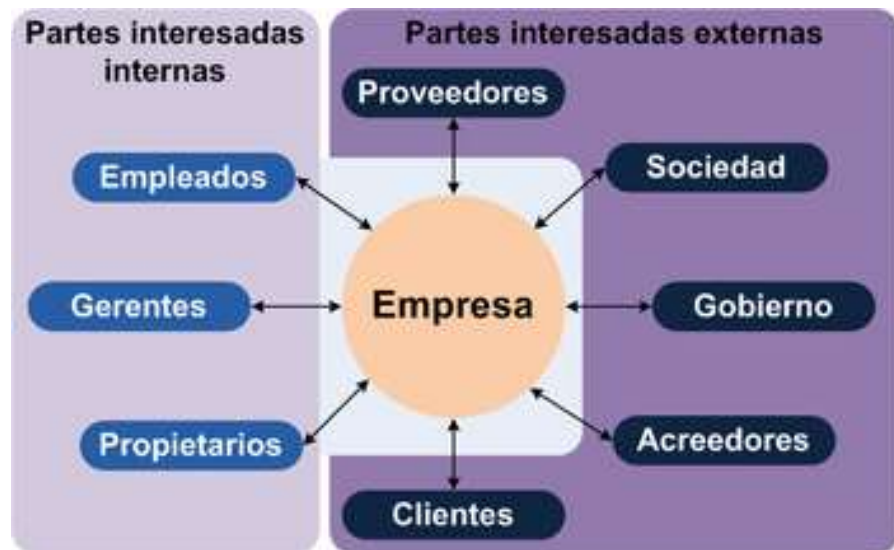 Partes interesadas
internas
Partes interesadas externas
Proveedores
Empleados
Sociedad
Gerentes
Empresa
Gobierno
Propietarios
Acreedores
Clientes